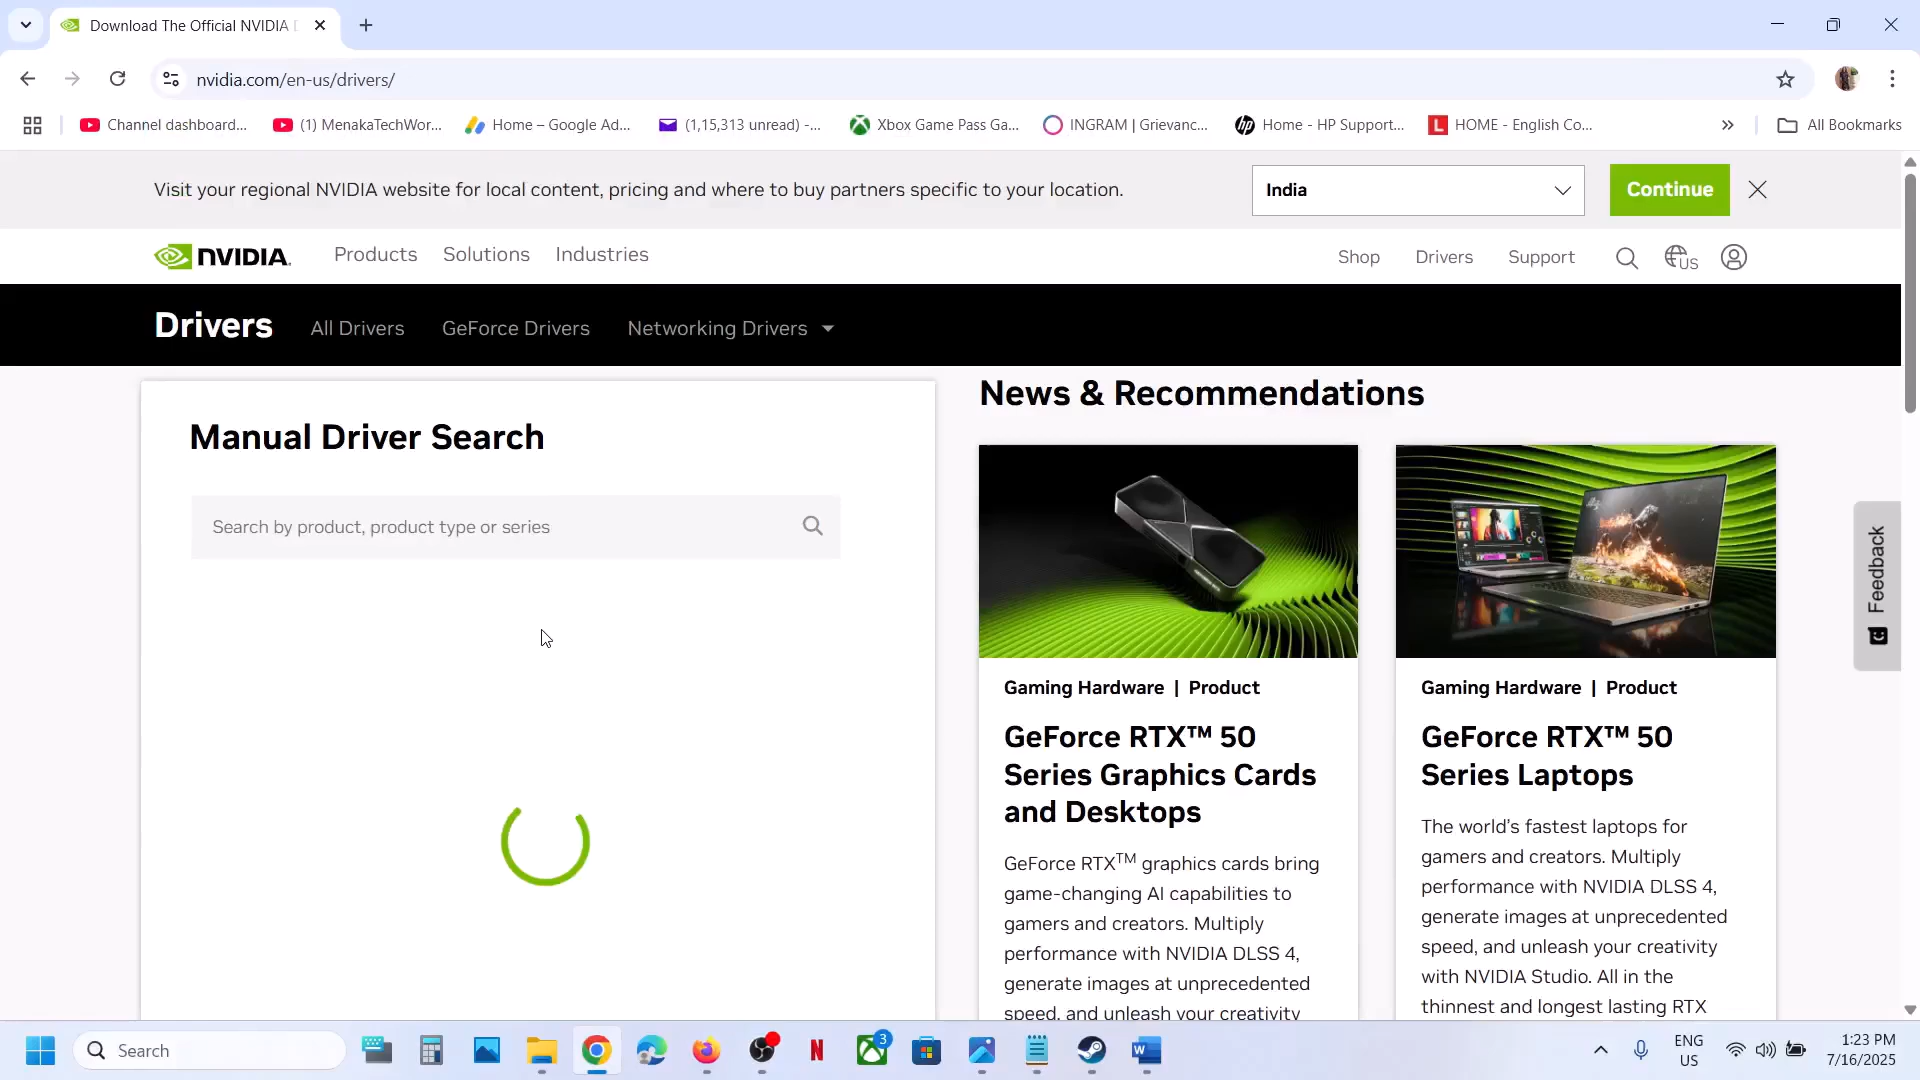 Download The Official NVIDIA D
nvidia.com/en-us/drivers/
Channel dashboard...
(1) MenakaTechWor...
Home – Google Ad...
(1,15,313 unread) -...
Xbox Game Pass Ga...
INGRAM | Grievanc...
Home - HP Support...
HOME - English Co...
All Bookmarks
Visit your regional NVIDIA website for local content, pricing and where to buy partners specific to your location.
India
Continue
NVIDIA.
Products
Solutions
Industries
Shop
Drivers
Support
US
Drivers
All Drivers
GeForce Drivers
Networking Drivers
Manual Driver Search
Search by product, product type or series
News & Recommendations
Gaming Hardware | Product
GeForce RTX™ 50
Series Graphics Cards
and Desktops
GeForce RTX™ graphics cards bring
game-changing AI capabilities to
gamers and creators. Multiply
performance with NVIDIA DLSS 4,
generate images at unprecedented
speed, and unleash your creativity
Gaming Hardware | Product
GeForce RTX™ 50
Series Laptops
The world's fastest laptops for
gamers and creators. Multiply
performance with NVIDIA DLSS 4,
generate images at unprecedented
speed, and unleash your creativity
with NVIDIA Studio. All in the
thinnest and longest lasting RTX
Feedback
Search
3
ENG
US
1:23 PM
7/16/2025